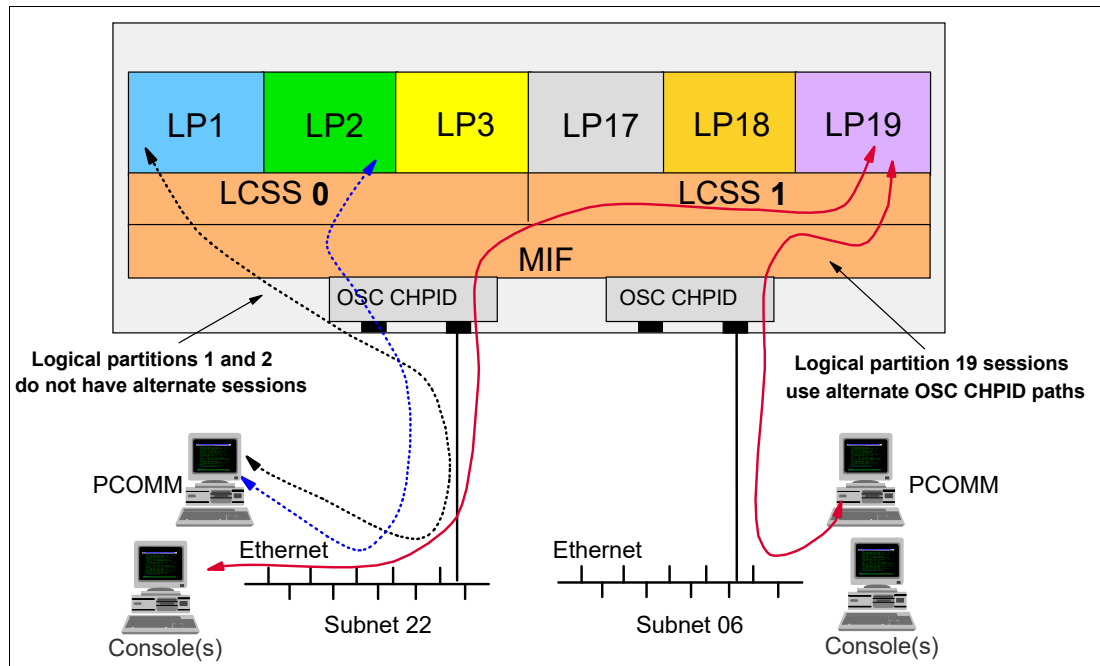 LP1
LP2
LP3
LP17
LP18
LP19
LCSS 0
LCSS 1
MIF
OSC CHPID
OSC CHPID
Logical partitions 1 and 2
do not have alternate sessions
Logical partition 19 sessions
use alternate OSC CHPID paths
PCOMM
PCOMM
Ethernet
Ethernet
Subnet 22
Subnet 06
Console(s)
Console(s)